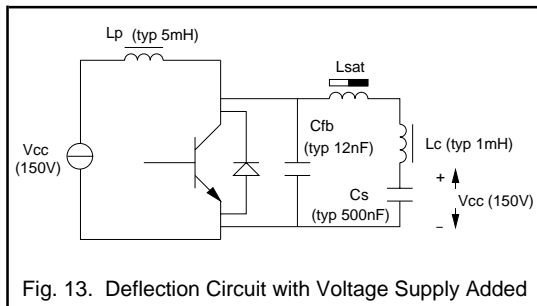 Lp (typ 5mH)
Lsat
Vcc
(150V)
Cfb
(typ 12nF)
Lc (typ 1mH)
Cs
(typ 500nF)
+
Vcc (150V)
–
Fig. 13. Deflection Circuit with Voltage Supply Added